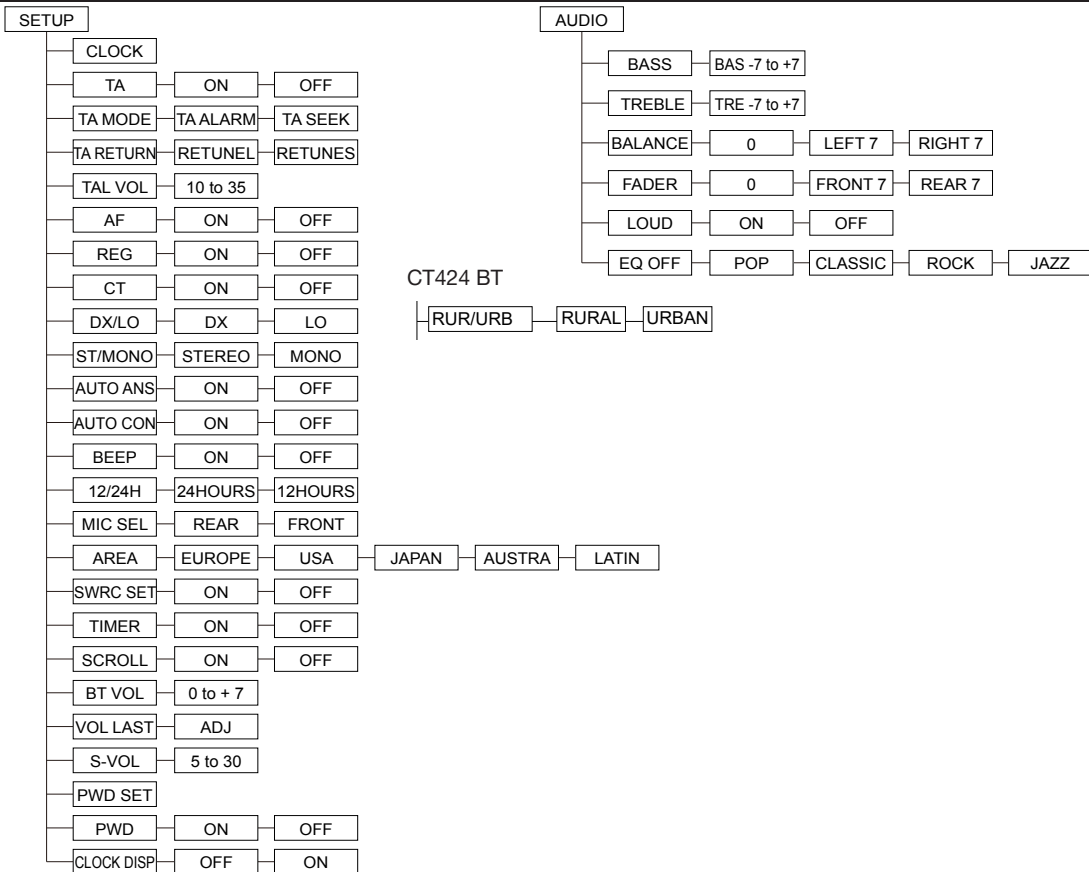 SETUP
CLOCK
TA ON OFF
TA MODE TA ALARM TA SEEK
TA RETURN RETUNEL RETUNES
TAL VOL 10 to 35
AF ON OFF
REG ON OFF
CT ON OFF
DX/LO DX LO
ST/MONO STEREO MONO
AUTO ANS ON OFF
AUTO CON ON OFF
BEEP ON OFF
12/24H 24HOURS 12HOURS
MIC SEL REAR FRONT
AREA EUROPE USA JAPAN AUSTRA LATIN
SWRC SET ON OFF
TIMER ON OFF
SCROLL ON OFF
BT VOL 0 to + 7
VOL LAST ADJ
S-VOL 5 to 30
PWD SET
PWD ON OFF
CLOCK DISP OFF ON
AUDIO
BASS BAS -7 to +7
TREBLE TRE -7 to +7
BALANCE 0 LEFT 7 RIGHT 7
FADER 0 FRONT 7 REAR 7
LOUD ON OFF
EQ OFF POP CLASSIC ROCK JAZZ
CT424 BT
RUR/URB RURAL URBAN